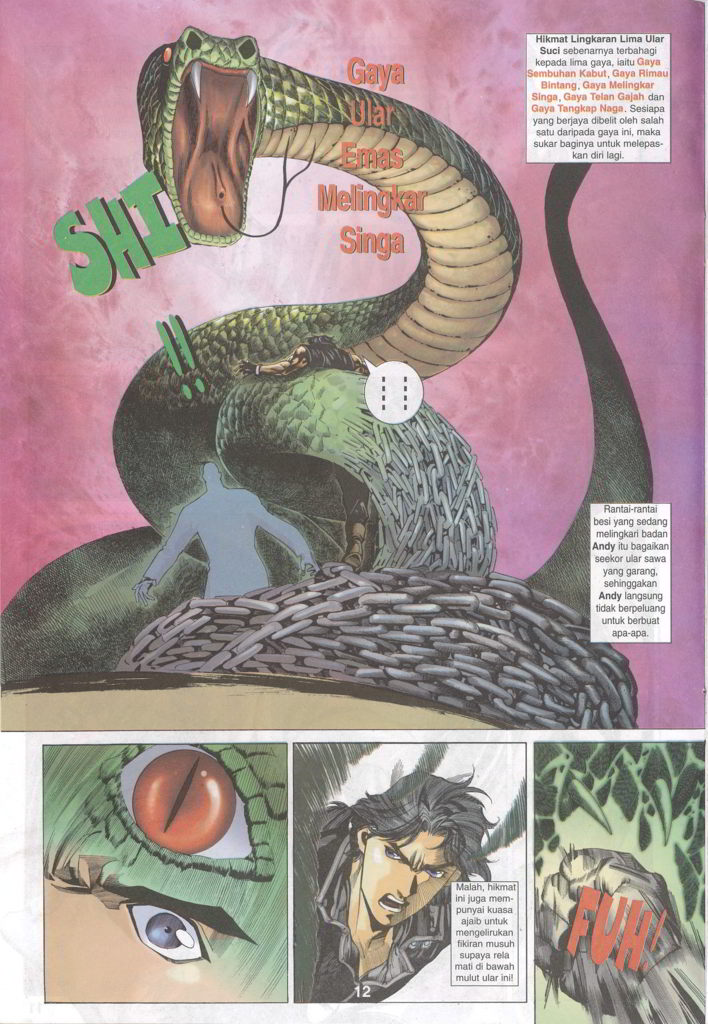 Hikmat Lingkaran Lima Ular
Suci sebenarnya terbahagi
kepada lima gaya, iaitu Gaya
Sembuhan Kabut, Gaya Rimau
Bintang, Gaya Melingkar
Singa, Gaya Telan Gajah dan
Gaya Tangkap Naga. Sesiapa
yang berjaya dibelit oleh salah
satu daripada gaya ini, maka
sukar baginya untuk melepas-
kan diri lagi.
Gaya
Ular
Emas
Melingkar
Singa
SHI
!!
Rantai-rantai
besi yang sedang
melingkari badan
Andy itu bagaikan
seekor ular sawa
yang garang,
sehinggakan
Andy langsung
tidak berpeluang
untuk berbuat
apa-apa.
Malah, hikmat
ini juga mem-
punyai kuasa
ajaib untuk
mengelirukan
fikiran musuh
supaya rela
mati di bawah
mulut ular ini!
FUH!
12